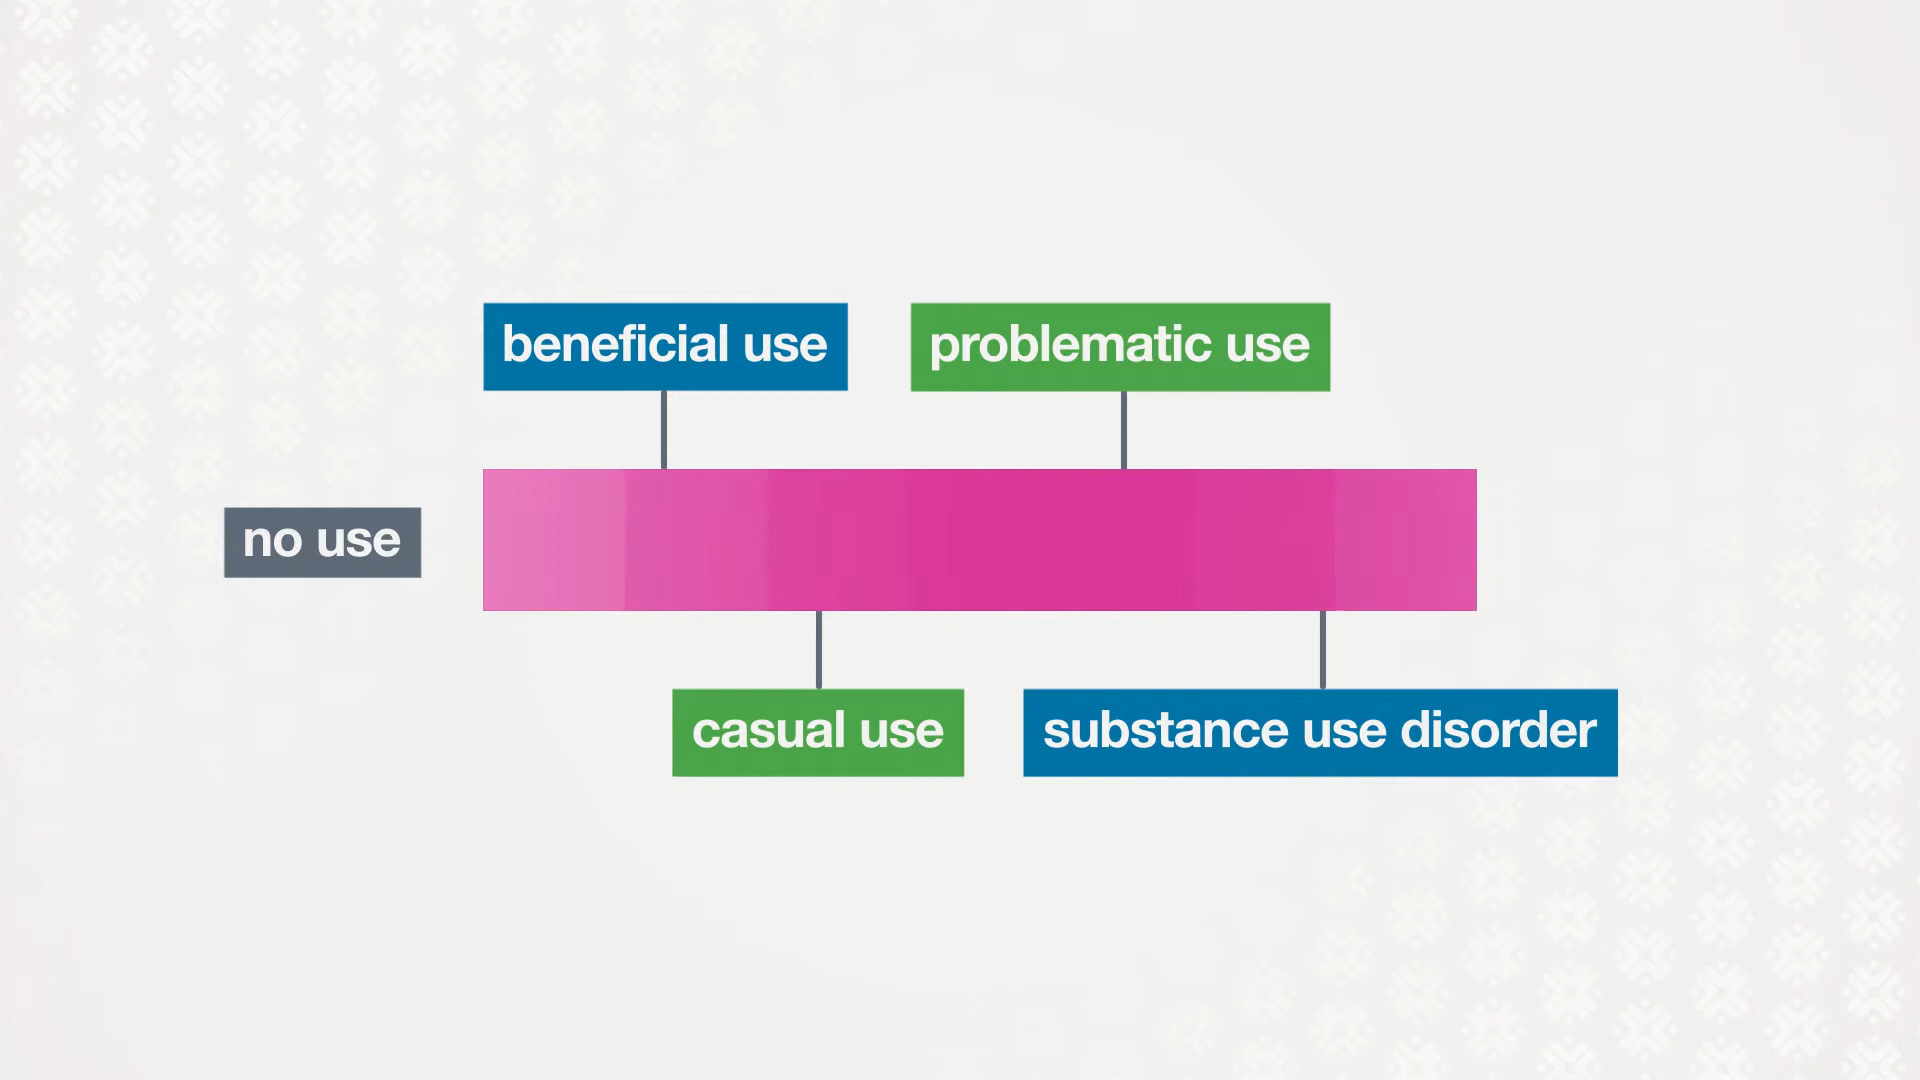 beneficial use
problematic use
no use
casual use
substance use disorder